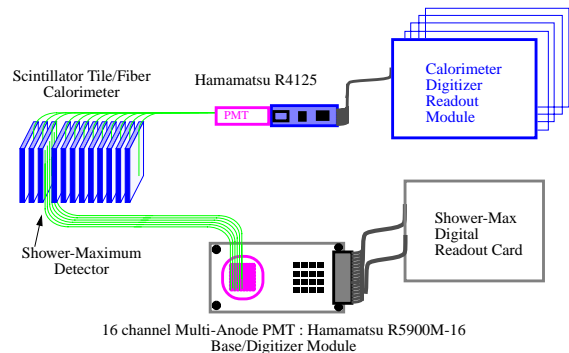 Scintillator Tile/Fiber
Calorimeter
Hamamatsu R4125
PMT
Calorimeter
Digitizer
Readout
Module
Shower-Maximum
Detector
Shower-Max
Digital
Readout Card
16 channel Multi-Anode PMT : Hamamatsu R5900M-16
Base/Digitizer Module